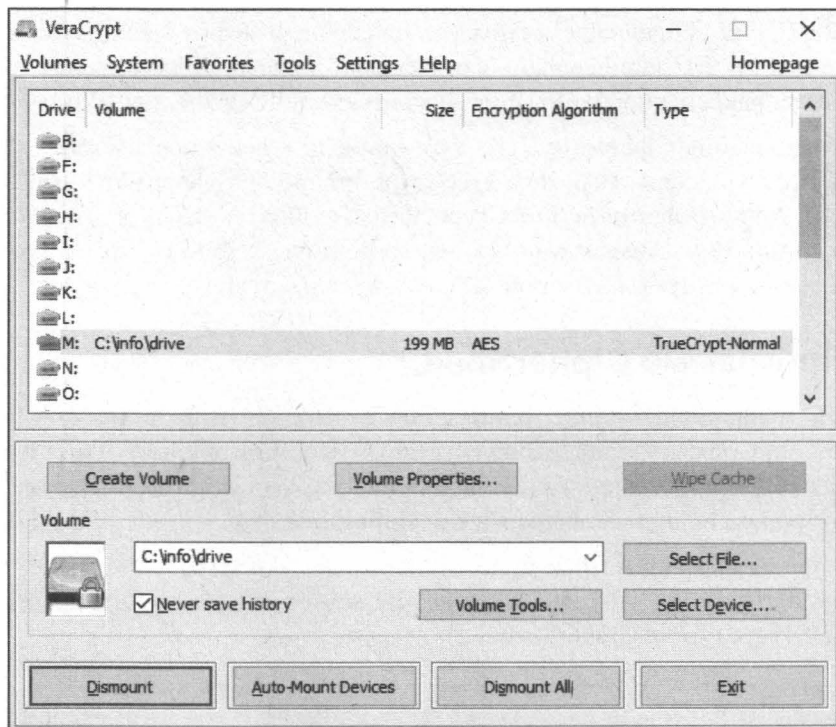 VeraCrypt
Volumes System Favorites Tools Settings Help Homepage
Drive Volume Size Encryption Algorithm Type
B:
F:
G:
H:
I:
J:
K:
L:
M: C:\info\drive 199 MB AES TrueCrypt-Normal
N:
O:
Create Volume Volume Properties... Wipe Cache
Volume
C:\info\drive Select File...
Never save history Volume Tools... Select Device....
Dismount Auto-Mount Devices Dismount All Exit